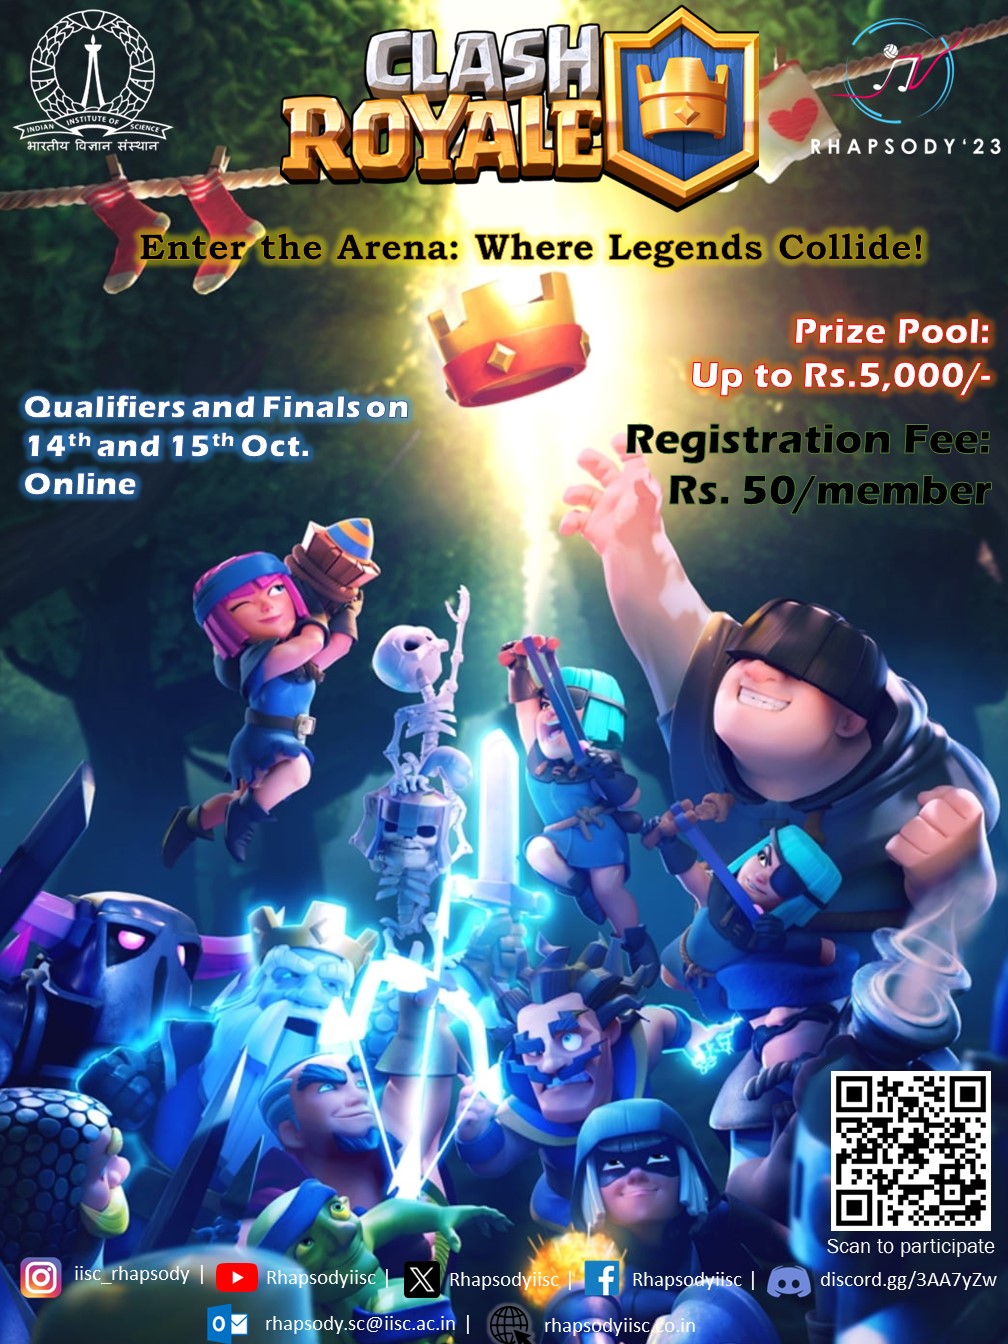 CLASH
ROYALE
INDIAN INSTITUTE OF SCIENCE
भारतीय विज्ञान संस्थान
RHAPSODY‘23
Enter the Arena: Where Legends Collide!
Prize Pool:
Up to Rs.5,000/-
Qualifiers and Finals on
14th and 15th Oct.
Online
Registration Fee:
Rs. 50/member
Scan to participate
iisc_rhapsody | Rhapsodyiisc | Rhapsodyiisc | Rhapsodyiisc | discord.gg/3AA7yZw
rhapsody.sc@iisc.ac.in | rhapsodyiisc.co.in